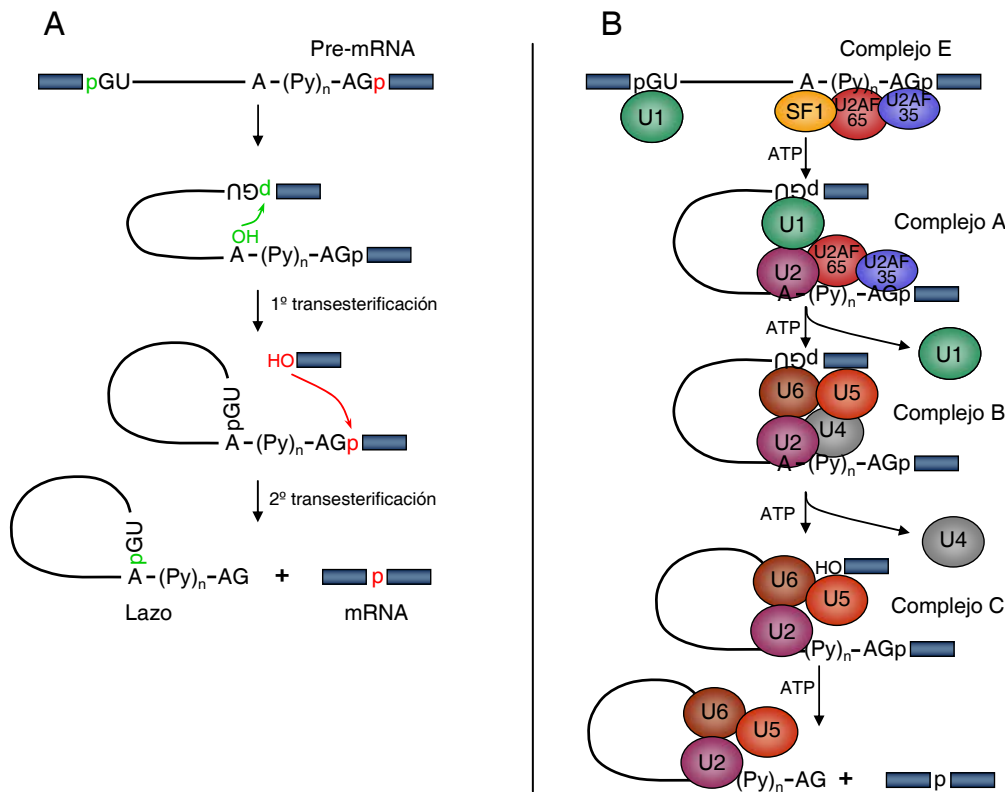 A
Pre-mRNA
pGU A-(Py)n-AGp
pGU
OH
A-(Py)n-AGp
1º transesterificación
HO
pGU
A-(Py)n-AGp
2º transesterificación
pGU
A-(Py)n-AG + p
Lazo mRNA
B
Complejo E
pGU A-(Py)n-AGp
U1 SF1 U2AF 65 U2AF 35
ATP
pGU
Complejo A
U1
U2 U2AF 65 U2AF 35
A-(Py)n-AGp
ATP
U1
pGU
U6 U5
Complejo B
U2 U4
A-(Py)n-AGp
ATP
U4
HO
U6 U5
Complejo C
U2
(Py)n-AGp
ATP
U6 U5
U2
(Py)n-AG + p